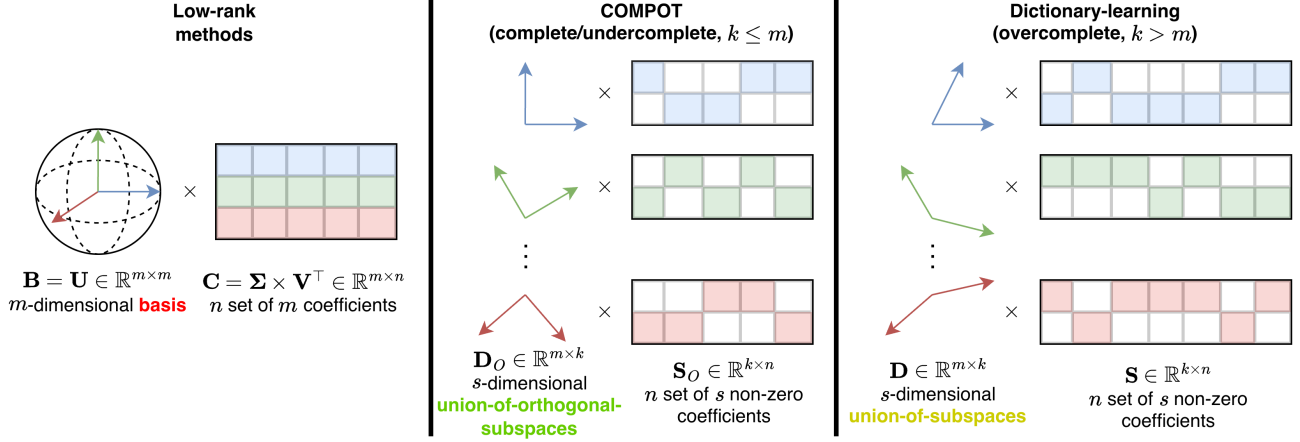 Low-rank
methods
× 
𝐁 = 𝐔 ∈ ℝ^{m×m}
m-dimensional basis
𝐂 = 𝚺 × 𝐕^⊤ ∈ ℝ^{m×n}
n set of m coefficients
COMPOT
(complete/undercomplete, k ≤ m)
×
×
⋮
×
𝐃_O ∈ ℝ^{m×k}
s-dimensional
union-of-orthogonal-
subspaces
𝐒_O ∈ ℝ^{k×n}
n set of s non-zero
coefficients
Dictionary-learning
(overcomplete, k > m)
×
×
⋮
×
𝐃 ∈ ℝ^{m×k}
s-dimensional
union-of-subspaces
𝐒 ∈ ℝ^{k×n}
n set of s non-zero
coefficients